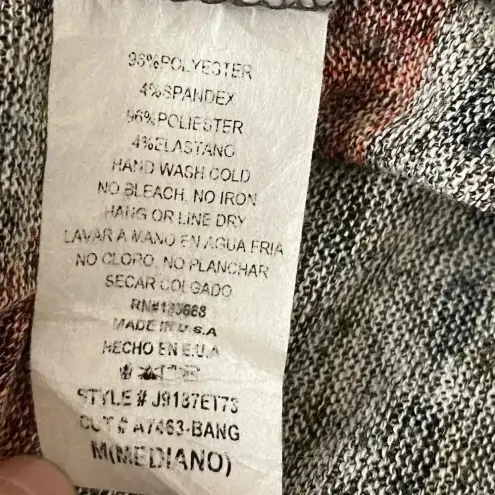 96%POLYESTER
4%SPANDEX
96%POLIESTER
4%ELASTANO
HAND WASH COLD
NO BLEACH, NO IRON
HANG OR LINE DRY
LAVAR A MANO EN AGUA FRIA
NO CLOPO, NO PLANCHAR
SECAR COLGADO
MADE IN U.S.A
HECHO EN E.U.A
STYLE # J9137ET73
CUT # A7463-BANG
M(MEDIANO)